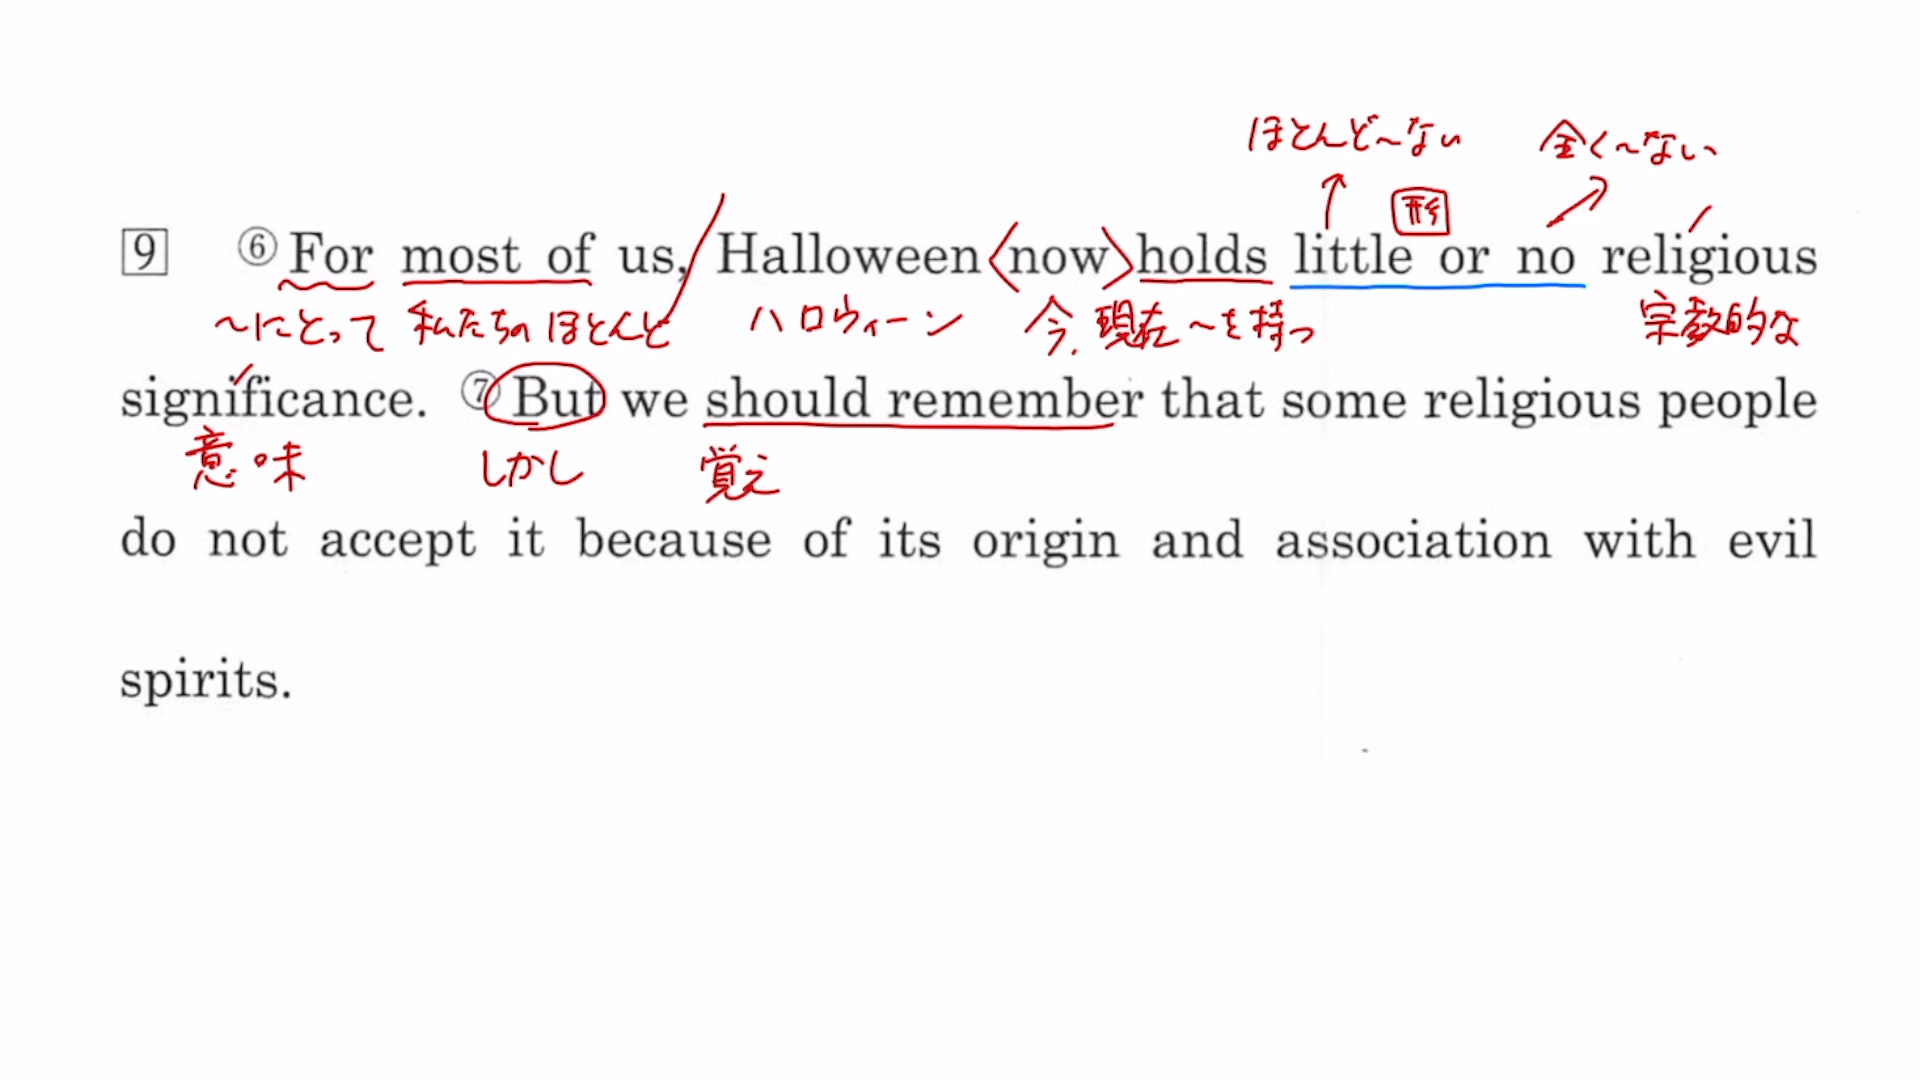 ほとんど〜ない 全く〜ない
形
9 ⑥ For most of us, Halloween now holds little or no religious
〜にとって 私たちのほとんど ハロウィーン 今,現在 〜を持つ 宗教的な
significance. ⑦ But we should remember that some religious people
意味 しかし 覚え
do not accept it because of its origin and association with evil
spirits.